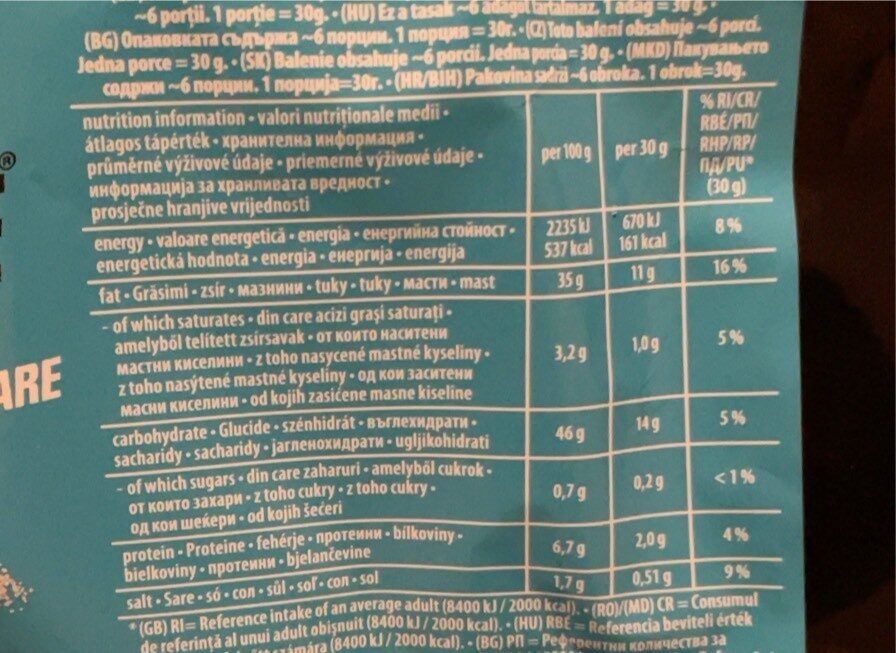 ~6 porții. 1 porție = 30g. • (HU) Ez a tasak ~6 adagot tartalmaz. 1 adag = 30 g. •
(BG) Опаковката съдържа ~6 порции. 1 порция = 30г. • (CZ) Toto balení obsahuje ~6 porcí.
Jedna porce = 30 g. • (SK) Balenie obsahuje ~6 porcií. Jedna porcia = 30 g. • (MKD) Пакувањето
содржи ~6 порции. 1 порција=30г. • (HR/BIH) Pakovina sadrži ~6 obroka. 1 obrok=30g.
nutrition information • valori nutriționale medii •
átlagos tápérték • хранителна информация •
průměrné výživové údaje • priemerné výživové údaje •
информација за хранливата вредност •
prosječne hranjive vrijednosti
per 100 g
per 30 g
% RI/CR/
RBÉ/РП/
RHP/RP/
ПД/PU*
(30 g)
energy • valoare energetică • energia • енергийна стойност •
energetická hodnota • energia • енергија • energija
2235 kJ
537 kcal
670 kJ
161 kcal
8 %
fat • Grăsimi • zsír • мазнини • tuky • tuky • масти • mast
35 g
11 g
16 %
- of which saturates • din care acizi grași saturați •
amelyből telített zsírsavak • от които наситени
мастни киселини • z toho nasycené mastné kyseliny •
z toho nasýtené mastné kyseliny • од кои заситени
масни киселини • od kojih zasićene masne kiseline
3,2 g
1,0 g
5 %
carbohydrate • Glucide • szénhidrát • въглехидрати •
sacharidy • sacharidy • јагленохидрати • ugljikohidrati
46 g
14 g
5 %
- of which sugars • din care zaharuri • amelyből cukrok •
от които захари • z toho cukry • z toho cukry •
од кои шеќери • od kojih šećeri
0,7 g
0,2 g
<1 %
protein • Proteine • fehérje • протеини • bílkoviny •
bielkoviny • протеини • bjelančevine
6,7 g
2,0 g
4 %
salt • Sare • só • сол • sůl • soľ • сол • sol
1,7 g
0,51 g
9 %
*(GB) RI= Reference intake of an average adult (8400 kJ / 2000 kcal). • (RO)/(MD) CR = Consumul
de referință al unui adult obișnuit (8400 kJ / 2000 kcal). • (HU) RBÉ = Referencia beviteli érték
(8400 kJ / 2000 kcal). • (BG) РП = Референтни количества за
®
ARE